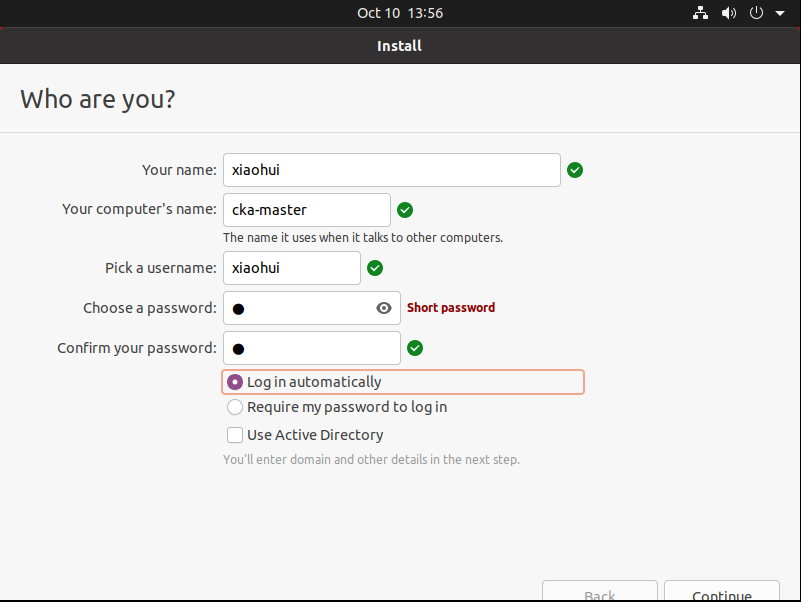 Oct 10 13:56
Install
Who are you?
Your name: xiaohui
Your computer's name: cka-master
The name it uses when it talks to other computers.
Pick a username: xiaohui
Choose a password: ● Short password
Confirm your password: ●
Log in automatically
Require my password to log in
Use Active Directory
You'll enter domain and other details in the next step.
Back Continue